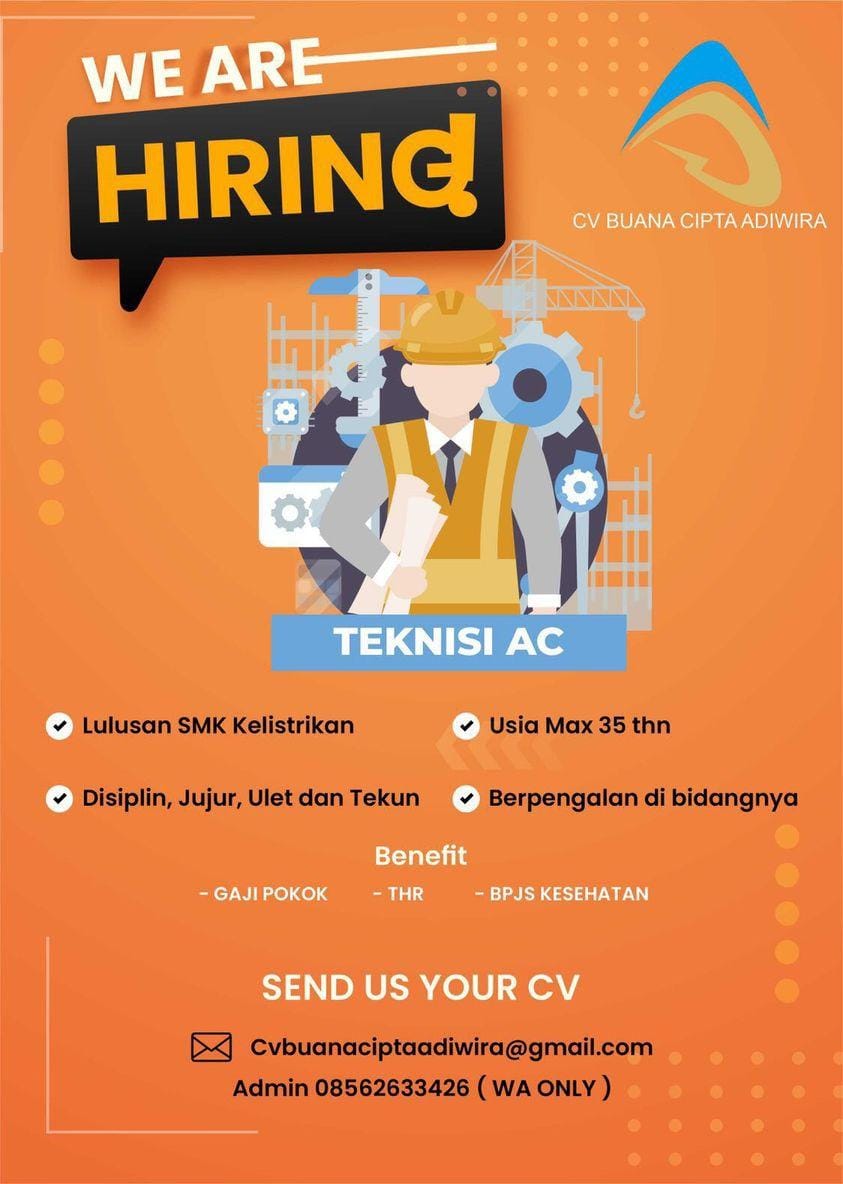 WE ARE
HIRING!
CV BUANA CIPTA ADIWIRA
TEKNISI AC
Lulusan SMK Kelistrikan
Usia Max 35 thn
Disiplin, Jujur, Ulet dan Tekun
Berpengalan di bidangnya
Benefit
- GAJI POKOK - THR - BPJS KESEHATAN
SEND US YOUR CV
Cvbuanaciptaadiwira@gmail.com
Admin 08562633426 ( WA ONLY )